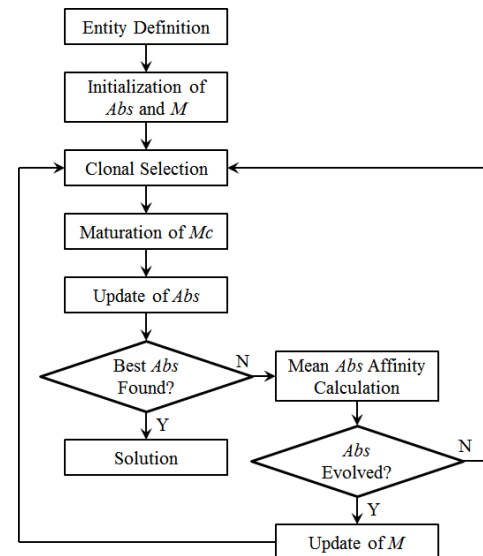 Entity Definition
Initialization of
Abs and M
Clonal Selection
Maturation of Mc
Update of Abs
Best Abs
Found?
N
Mean Abs Affinity
Calculation
Y
Solution
Abs
Evolved?
N
Y
Update of M